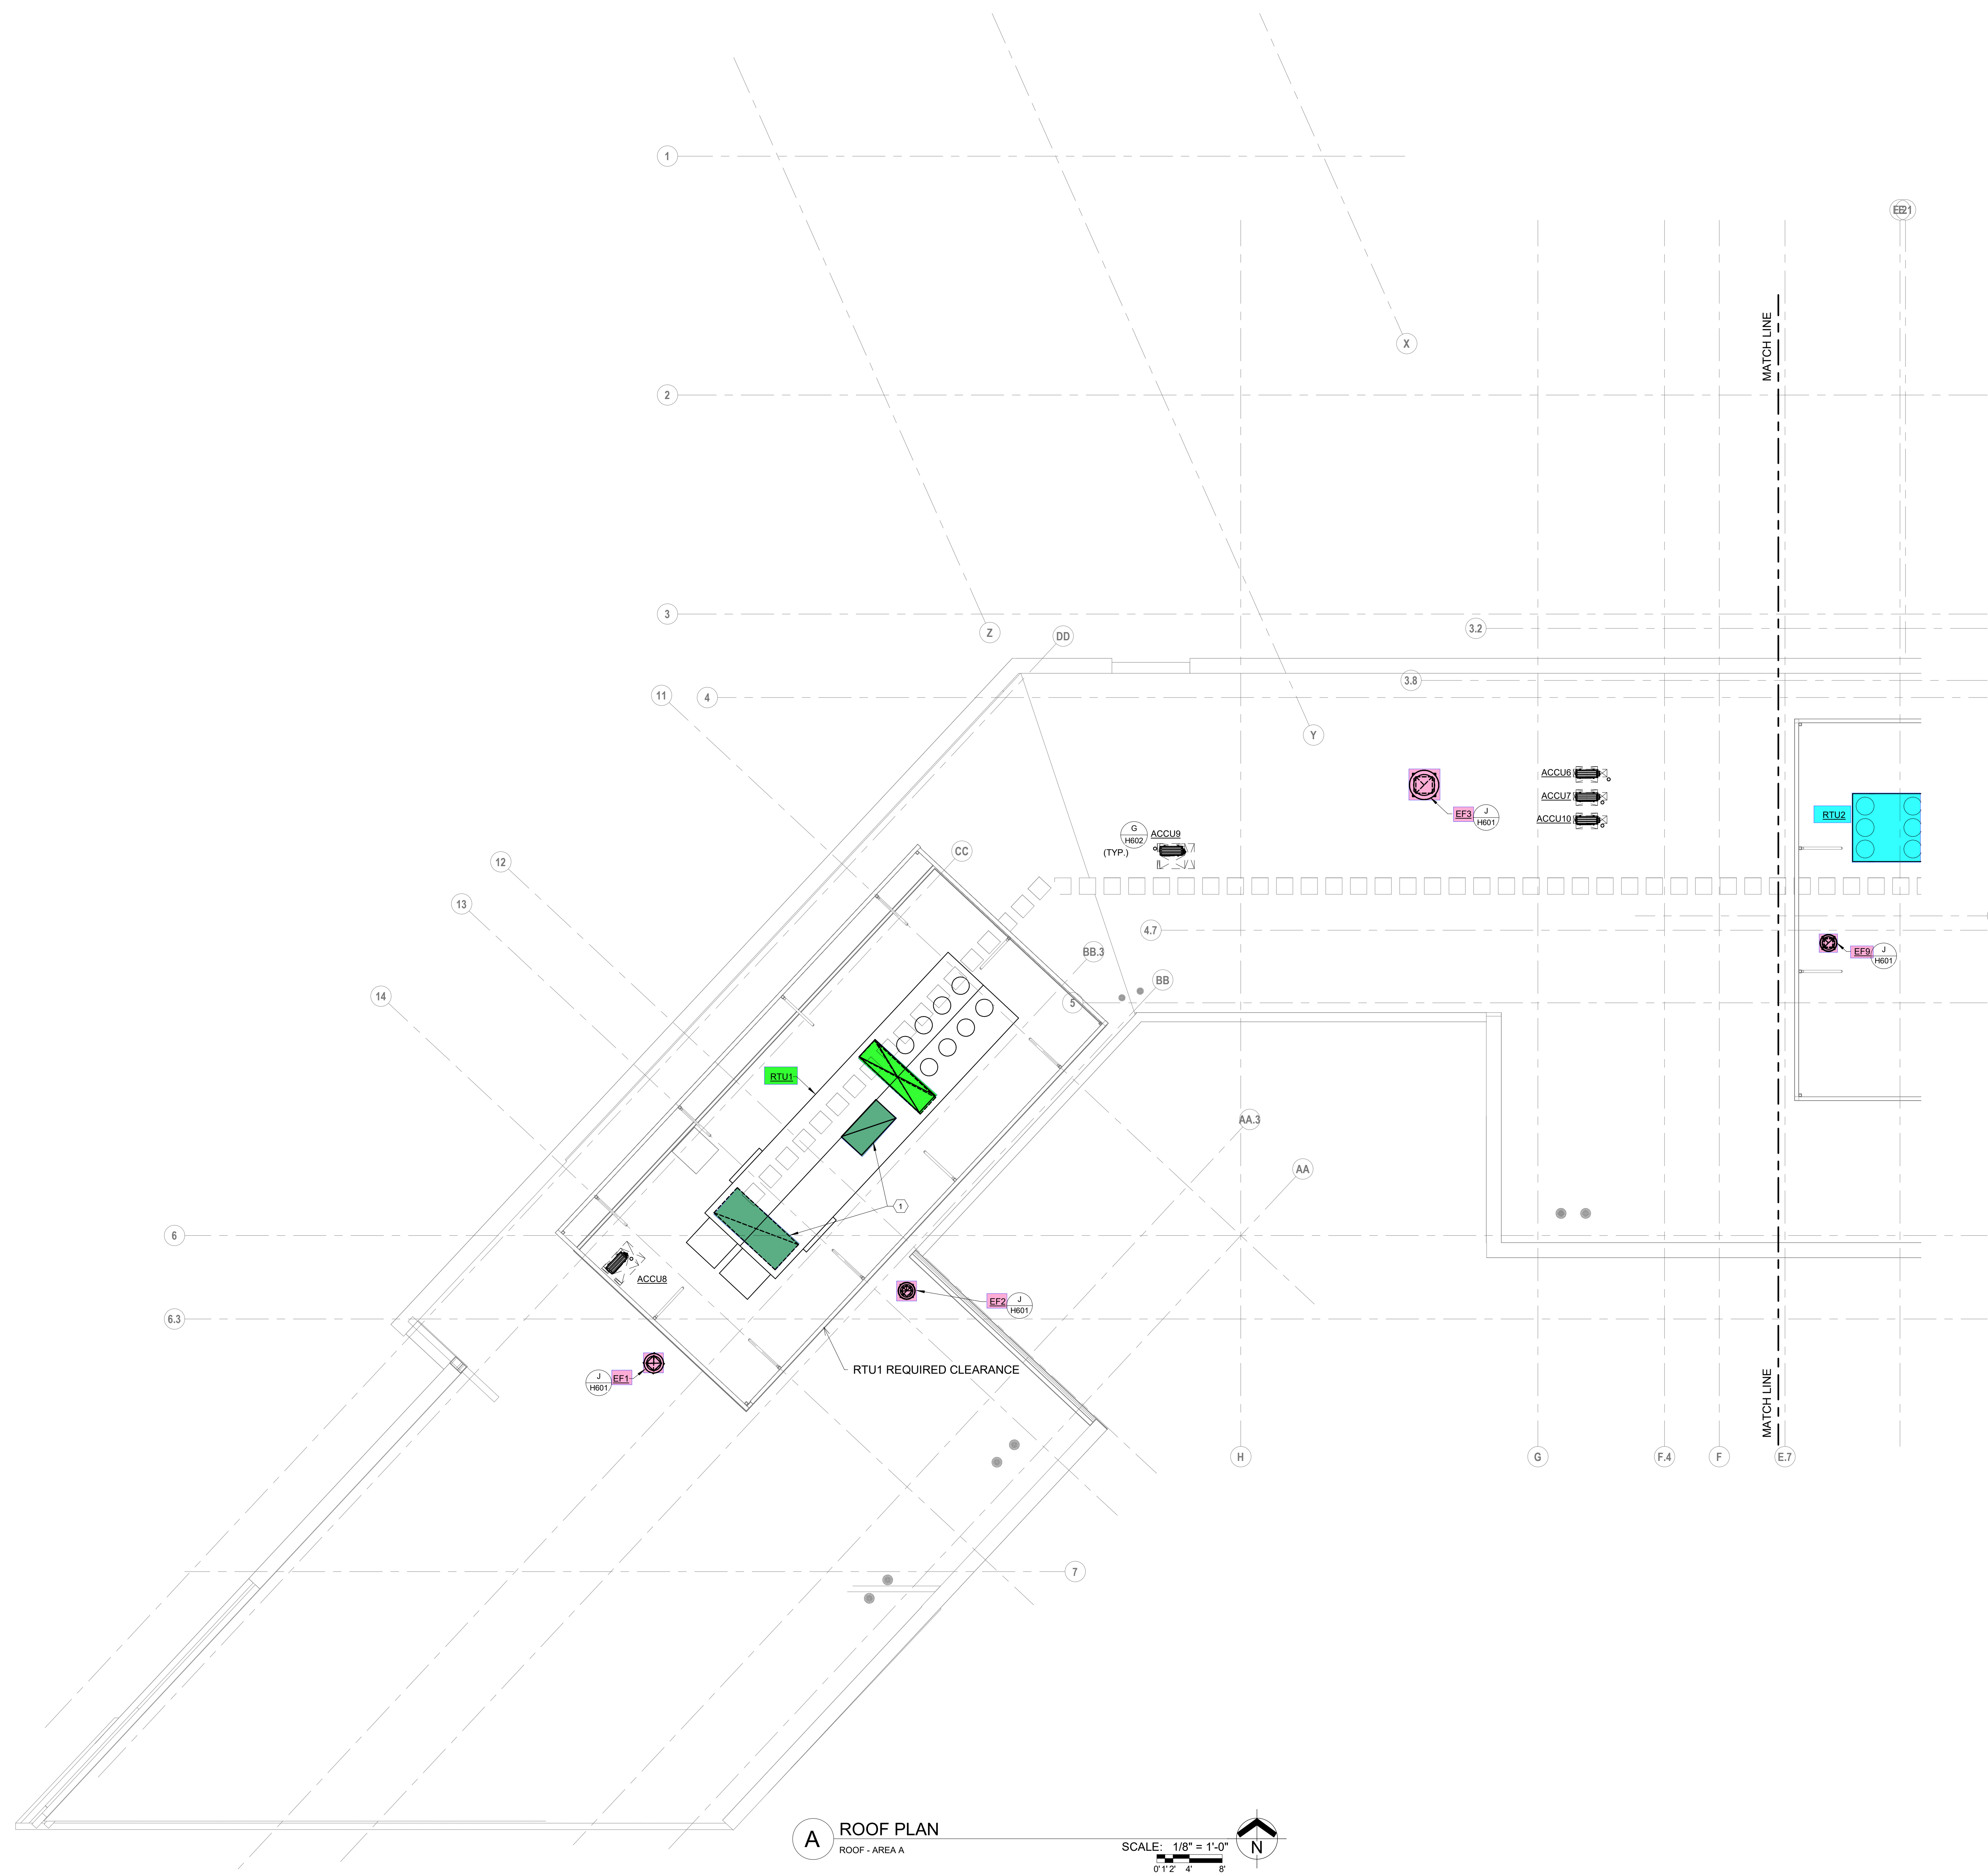 1
E.21
MATCH LINE
X
2
3
3.2
Z
DD
3.8
11
4
Y
ACCU6
ACCU7
ACCU10
EF3
J
H601
RTU2
G
H602
ACCU9
(TYP.)
CC
12
13
4.7
BB.3
EF9
J
H601
BB
14
5
RTU1
AA.3
AA
1
6
ACCU8
EF2
J
H601
6.3
RTU1 REQUIRED CLEARANCE
J
H601
EF1
MATCH LINE
H
G
F.4
F
E.7
7
A
ROOF PLAN
ROOF - AREA A
SCALE: 1/8" = 1'-0"
0' 1' 2' 4' 8'
N